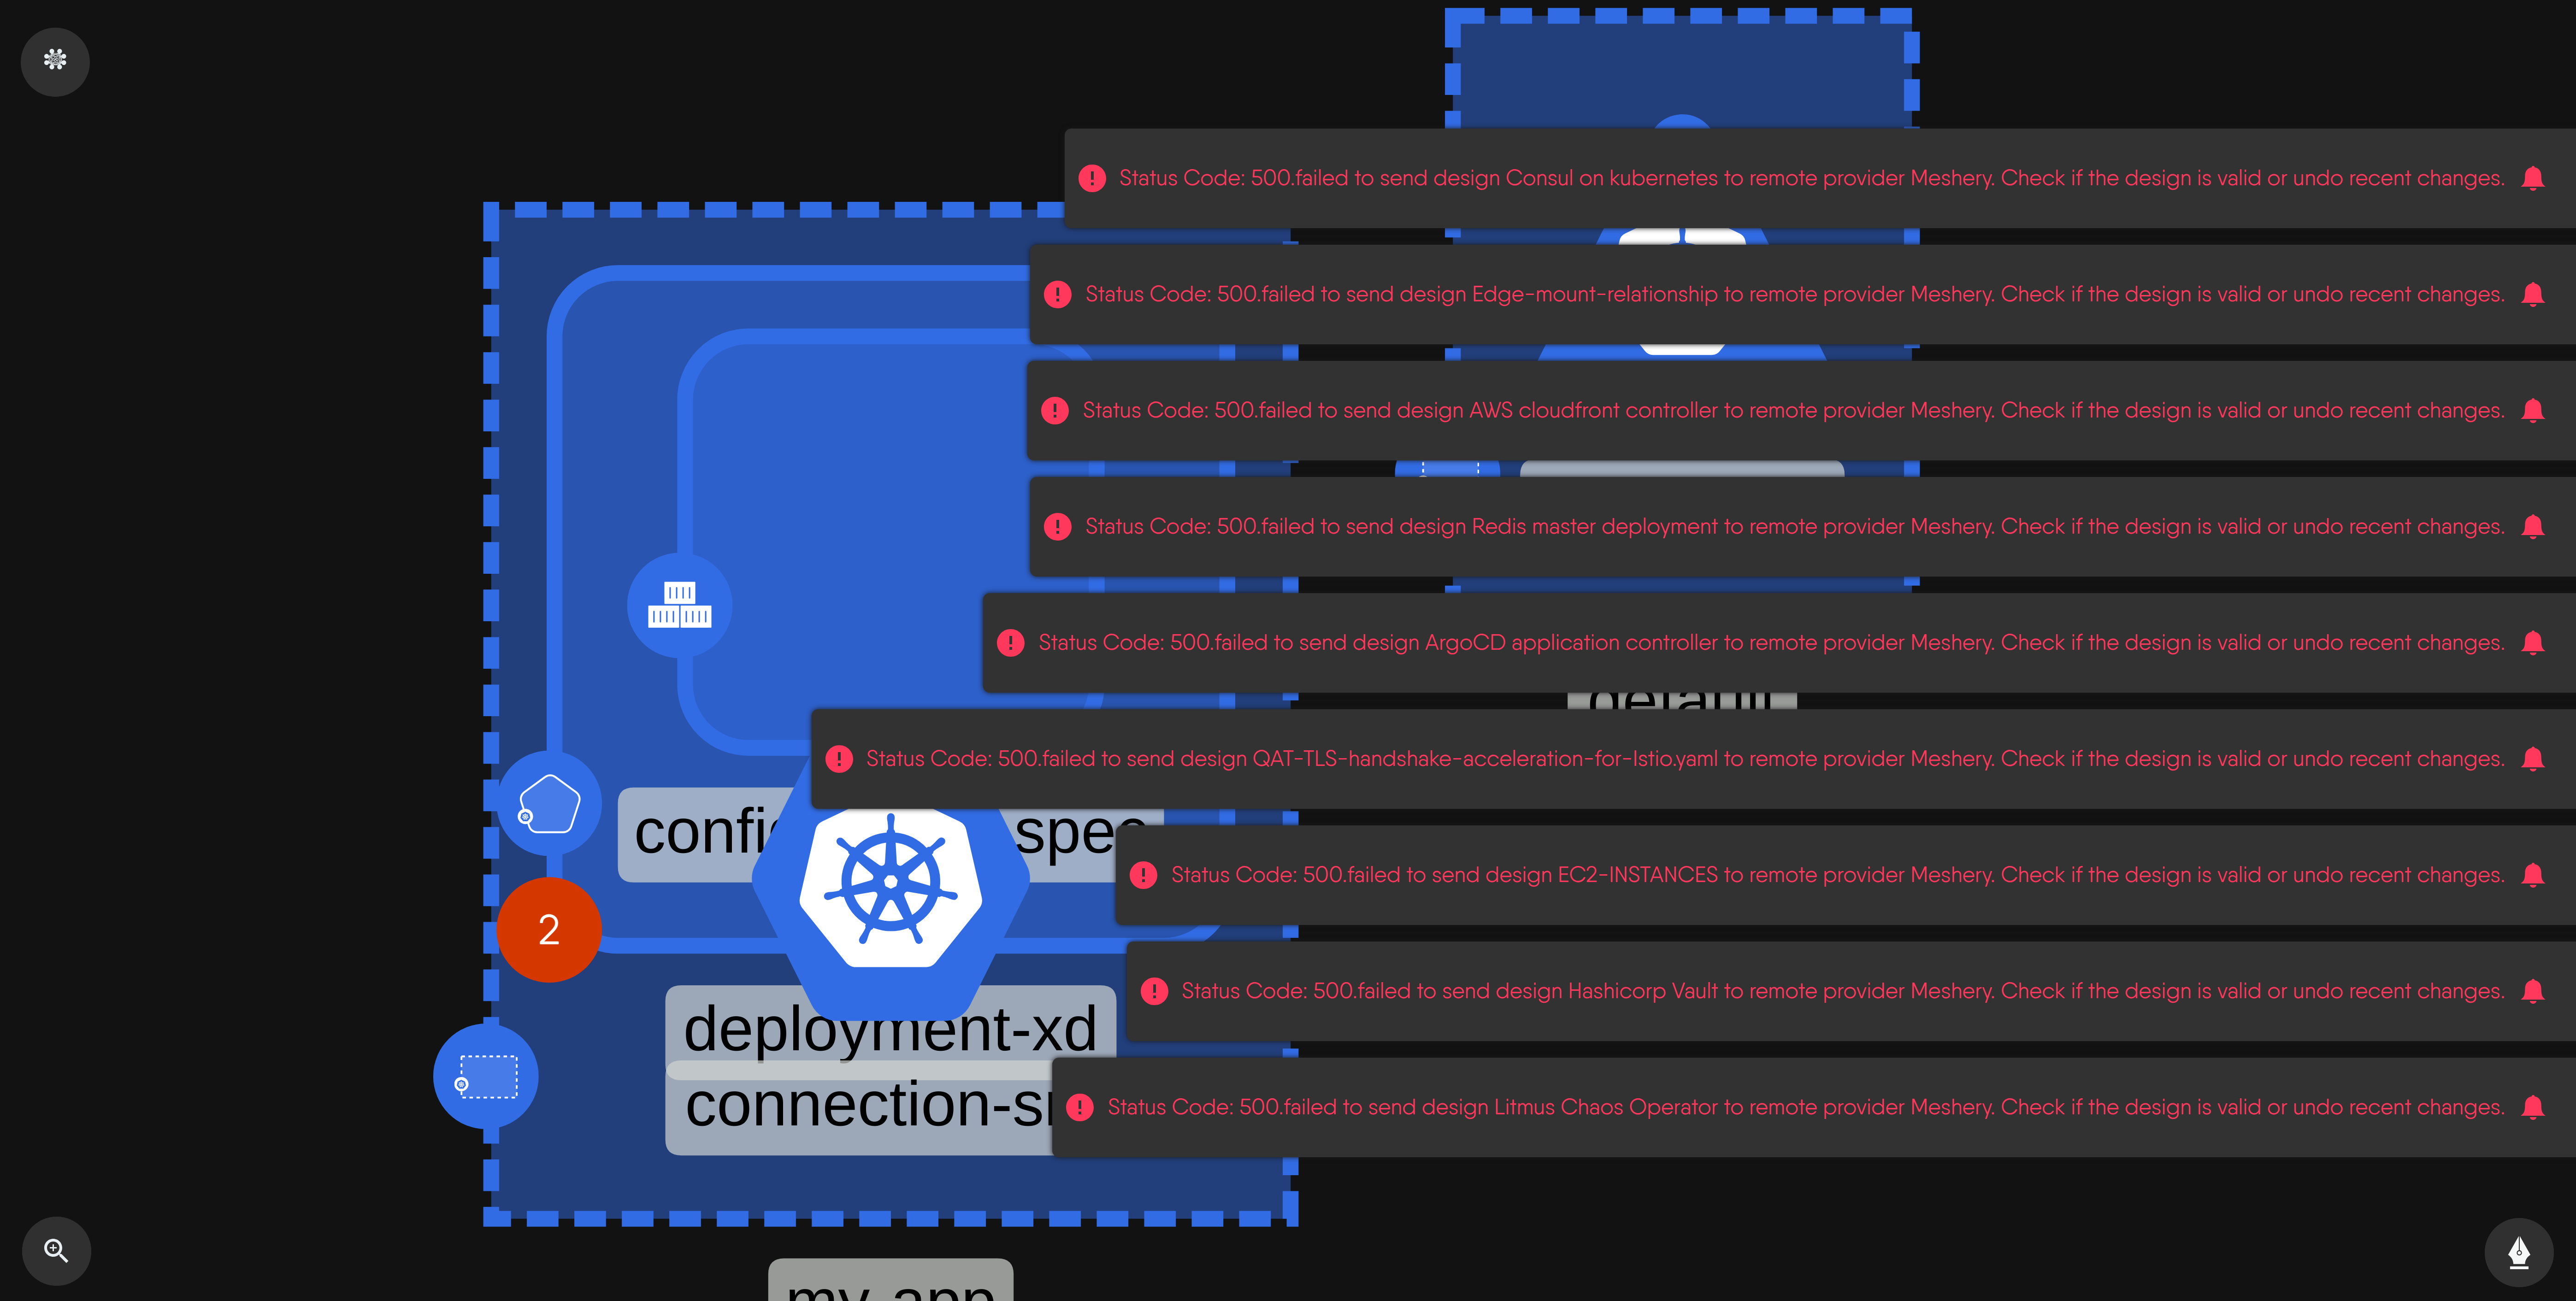 Status Code: 500.failed to send design Consul on kubernetes to remote provider Meshery. Check if the design is valid or undo recent changes.
Status Code: 500.failed to send design Edge-mount-relationship to remote provider Meshery. Check if the design is valid or undo recent changes.
Status Code: 500.failed to send design AWS cloudfront controller to remote provider Meshery. Check if the design is valid or undo recent changes.
Status Code: 500.failed to send design Redis master deployment to remote provider Meshery. Check if the design is valid or undo recent changes.
Status Code: 500.failed to send design ArgoCD application controller to remote provider Meshery. Check if the design is valid or undo recent changes.
default
Status Code: 500.failed to send design QAT-TLS-handshake-acceleration-for-Istio.yaml to remote provider Meshery. Check if the design is valid or undo recent changes.
Status Code: 500.failed to send design EC2-INSTANCES to remote provider Meshery. Check if the design is valid or undo recent changes.
2
Status Code: 500.failed to send design Hashicorp Vault to remote provider Meshery. Check if the design is valid or undo recent changes.
deployment-xd
Status Code: 500.failed to send design Litmus Chaos Operator to remote provider Meshery. Check if the design is valid or undo recent changes.
my-app